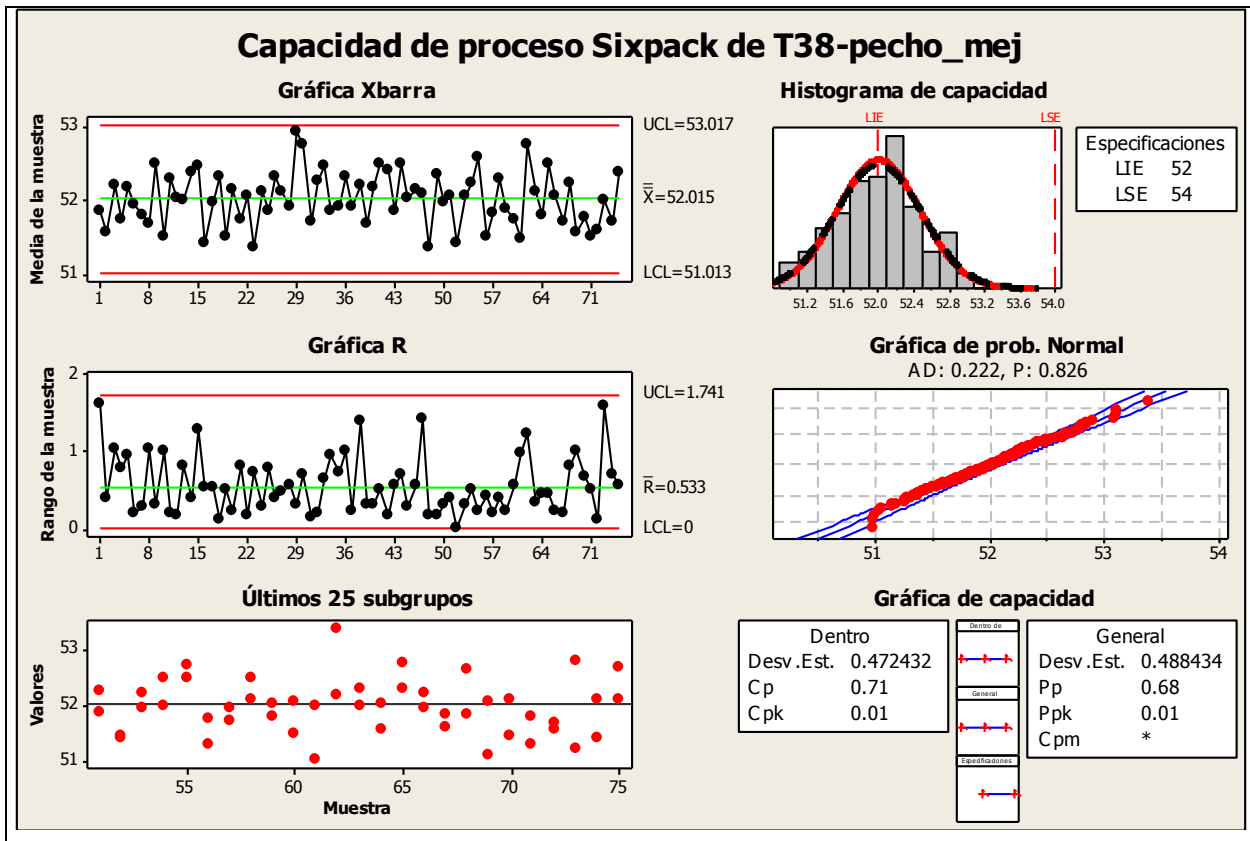 Capacidad de proceso Sixpack de T38-pecho_mej
Gráfica Xbarra
Media de la muestra
53
52
51
1 8 15 22 29 36 43 50 57 64 71
UCL=53.017
X=52.015
LCL=51.013
Histograma de capacidad
LIE LSE
51.2 51.6 52.0 52.4 52.8 53.2 53.6 54.0
Especificaciones
LIE 52
LSE 54
Gráfica R
Rango de la muestra
2
1
0
1 8 15 22 29 36 43 50 57 64 71
UCL=1.741
R=0.533
LCL=0
Gráfica de prob. Normal
AD: 0.222, P: 0.826
51 52 53 54
Últimos 25 subgrupos
Valores
53
52
51
55 60 65 70 75
Muestra
Gráfica de capacidad
Dentro
Desv.Est. 0.472432
Cp 0.71
Cpk 0.01
Dentro de
General
Especificaciones
General
Desv.Est. 0.488434
Pp 0.68
Ppk 0.01
Cpm *